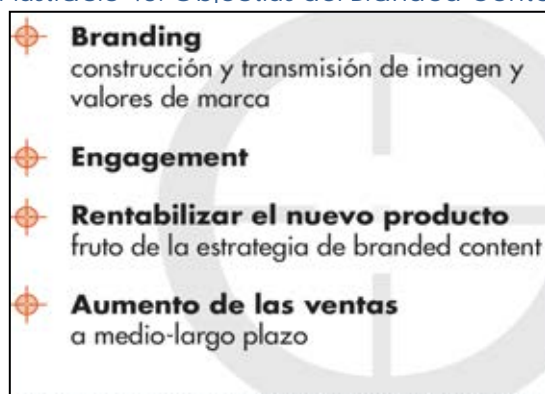 Branding
construcción y transmisión de imagen y
valores de marca
Engagement
Rentabilizar el nuevo producto
fruto de la estrategia de branded content
Aumento de las ventas
a medio-largo plazo